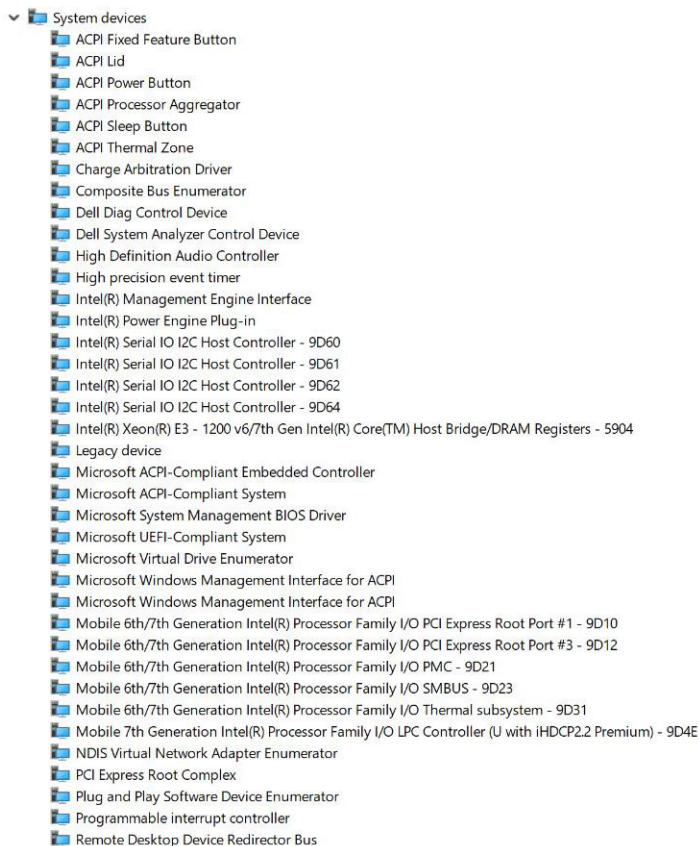 System devices
ACPI Fixed Feature Button
ACPI Lid
ACPI Power Button
ACPI Processor Aggregator
ACPI Sleep Button
ACPI Thermal Zone
Charge Arbitration Driver
Composite Bus Enumerator
Dell Diag Control Device
Dell System Analyzer Control Device
High Definition Audio Controller
High precision event timer
Intel(R) Management Engine Interface
Intel(R) Power Engine Plug-in
Intel(R) Serial IO I2C Host Controller - 9D60
Intel(R) Serial IO I2C Host Controller - 9D61
Intel(R) Serial IO I2C Host Controller - 9D62
Intel(R) Serial IO I2C Host Controller - 9D64
Intel(R) Xeon(R) E3 - 1200 v6/7th Gen Intel(R) Core(TM) Host Bridge/DRAM Registers - 5904
Legacy device
Microsoft ACPI-Compliant Embedded Controller
Microsoft ACPI-Compliant System
Microsoft System Management BIOS Driver
Microsoft UEFI-Compliant System
Microsoft Virtual Drive Enumerator
Microsoft Windows Management Interface for ACPI
Microsoft Windows Management Interface for ACPI
Mobile 6th/7th Generation Intel(R) Processor Family I/O PCI Express Root Port #1 - 9D10
Mobile 6th/7th Generation Intel(R) Processor Family I/O PCI Express Root Port #3 - 9D12
Mobile 6th/7th Generation Intel(R) Processor Family I/O PMC - 9D21
Mobile 6th/7th Generation Intel(R) Processor Family I/O SMBUS - 9D23
Mobile 6th/7th Generation Intel(R) Processor Family I/O Thermal subsystem - 9D31
Mobile 7th Generation Intel(R) Processor Family I/O LPC Controller (U with iHDCP2.2 Premium) - 9D4E
NDIS Virtual Network Adapter Enumerator
PCI Express Root Complex
Plug and Play Software Device Enumerator
Programmable interrupt controller
Remote Desktop Device Redirector Bus